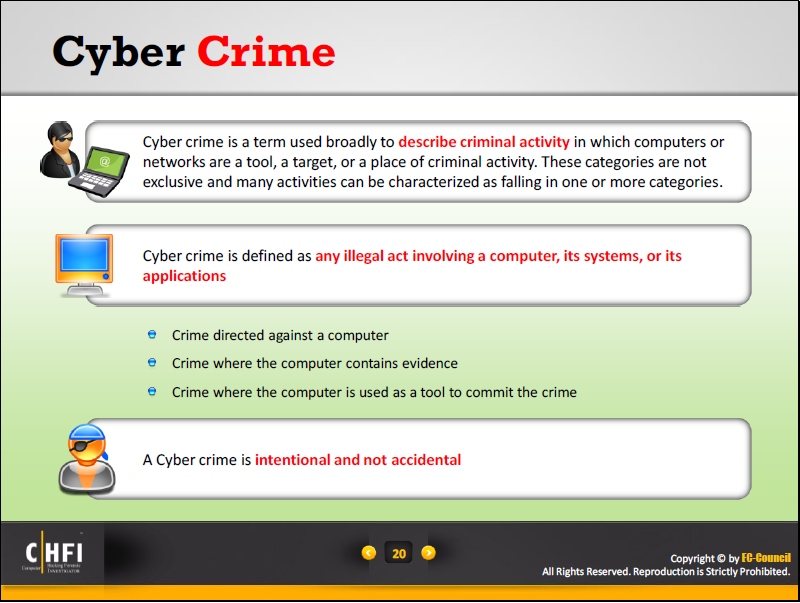 Cyber Crime
Cyber crime is a term used broadly to describe criminal activity in which computers or
networks are a tool, a target, or a place of criminal activity. These categories are not
exclusive and many activities can be characterized as falling in one or more categories.
Cyber crime is defined as any illegal act involving a computer, its systems, or its
applications
Crime directed against a computer
Crime where the computer contains evidence
Crime where the computer is used as a tool to commit the crime
A Cyber crime is intentional and not accidental
CHFI
Computer Hacking Forensic
INVESTIGATOR
20
Copyright © by EC-Council
All Rights Reserved. Reproduction is Strictly Prohibited.